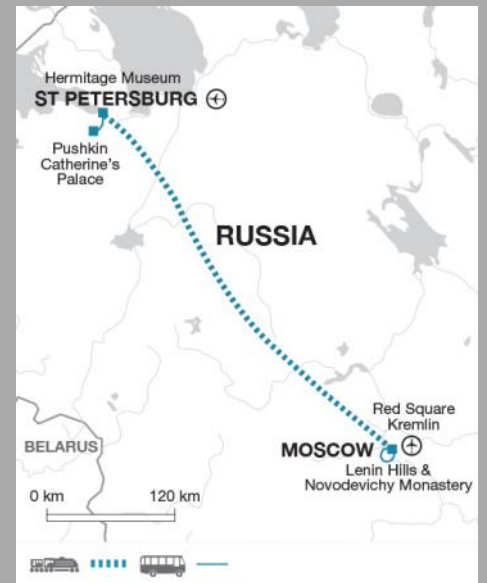 Hermitage Museum
ST PETERSBURG
Pushkin
Catherine's
Palace
RUSSIA
Red Square
Kremlin
MOSCOW
Lenin Hills &
Novodevichy Monastery
BELARUS
0 km 120 km